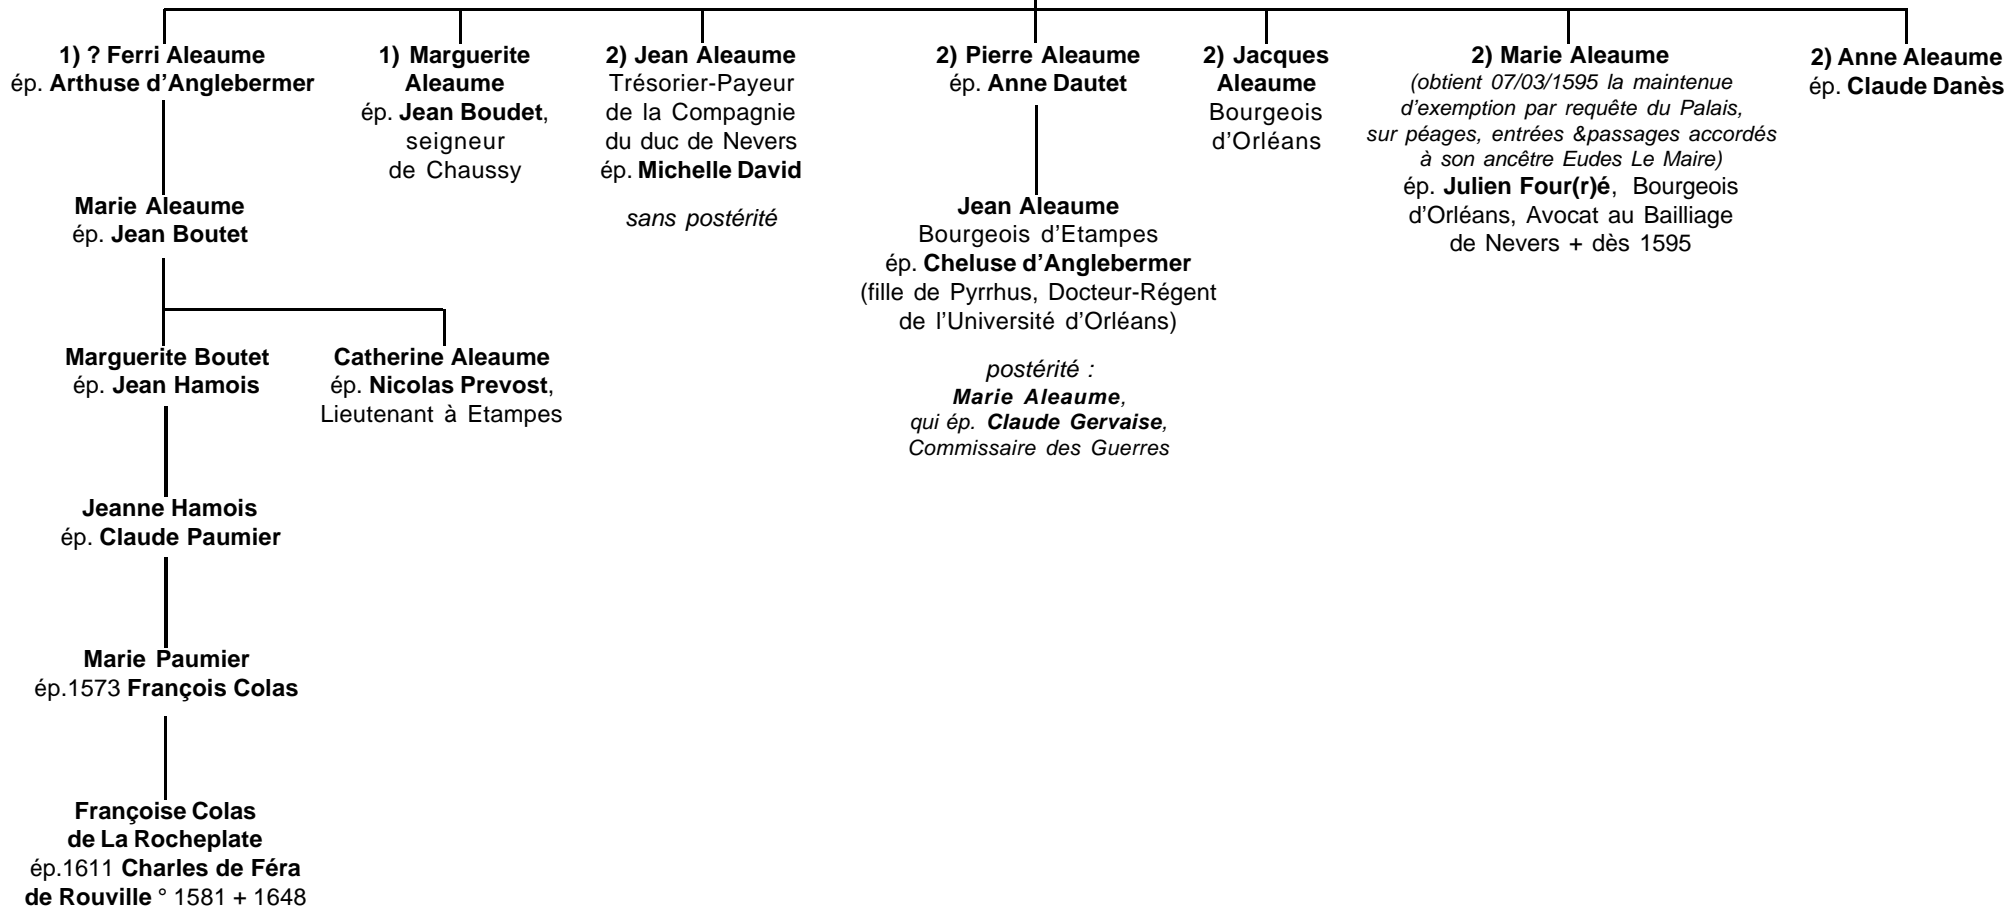 1) ? Ferri Aleaume
ép. Arthuse d'Anglebermer
1) Marguerite
Aleaume
ép. Jean Boudet,
seigneur
de Chaussy
2) Jean Aleaume
Trésorier-Payeur
de la Compagnie
du duc de Nevers
ép. Michelle David
sans postérité
2) Pierre Aleaume
ép. Anne Dautet
2) Jacques
Aleaume
Bourgeois
d'Orléans
2) Marie Aleaume
(obtient 07/03/1595 la maintenue
d'exemption par requête du Palais,
sur péages, entrées &passages accordés
à son ancêtre Eudes Le Maire)
ép. Julien Four(r)é, Bourgeois
d'Orléans, Avocat au Bailliage
de Nevers + dès 1595
2) Anne Aleaume
ép. Claude Danès
Marie Aleaume
ép. Jean Boutet
Jean Aleaume
Bourgeois d'Etampes
ép. Cheluse d'Anglebermer
(fille de Pyrrhus, Docteur-Régent
de l'Université d'Orléans)
postérité :
Marie Aleaume,
qui ép. Claude Gervaise,
Commissaire des Guerres
Marguerite Boutet
ép. Jean Hamois
Catherine Aleaume
ép. Nicolas Prevost,
Lieutenant à Etampes
Jeanne Hamois
ép. Claude Paumier
Marie Paumier
ép.1573 François Colas
Françoise Colas
de La Rocheplate
ép.1611 Charles de Féra
de Rouville ° 1581 + 1648